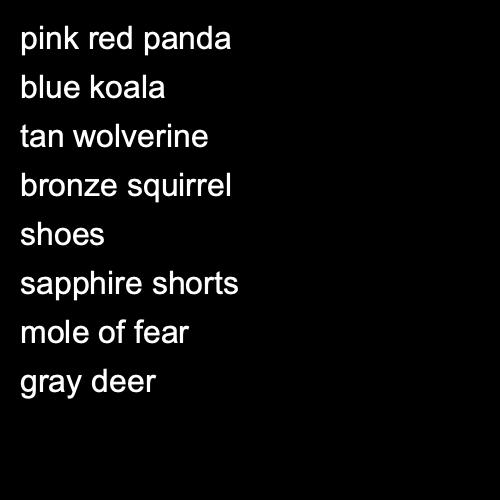 pink red panda
blue koala
tan wolverine
bronze squirrel
shoes
sapphire shorts
mole of fear
gray deer